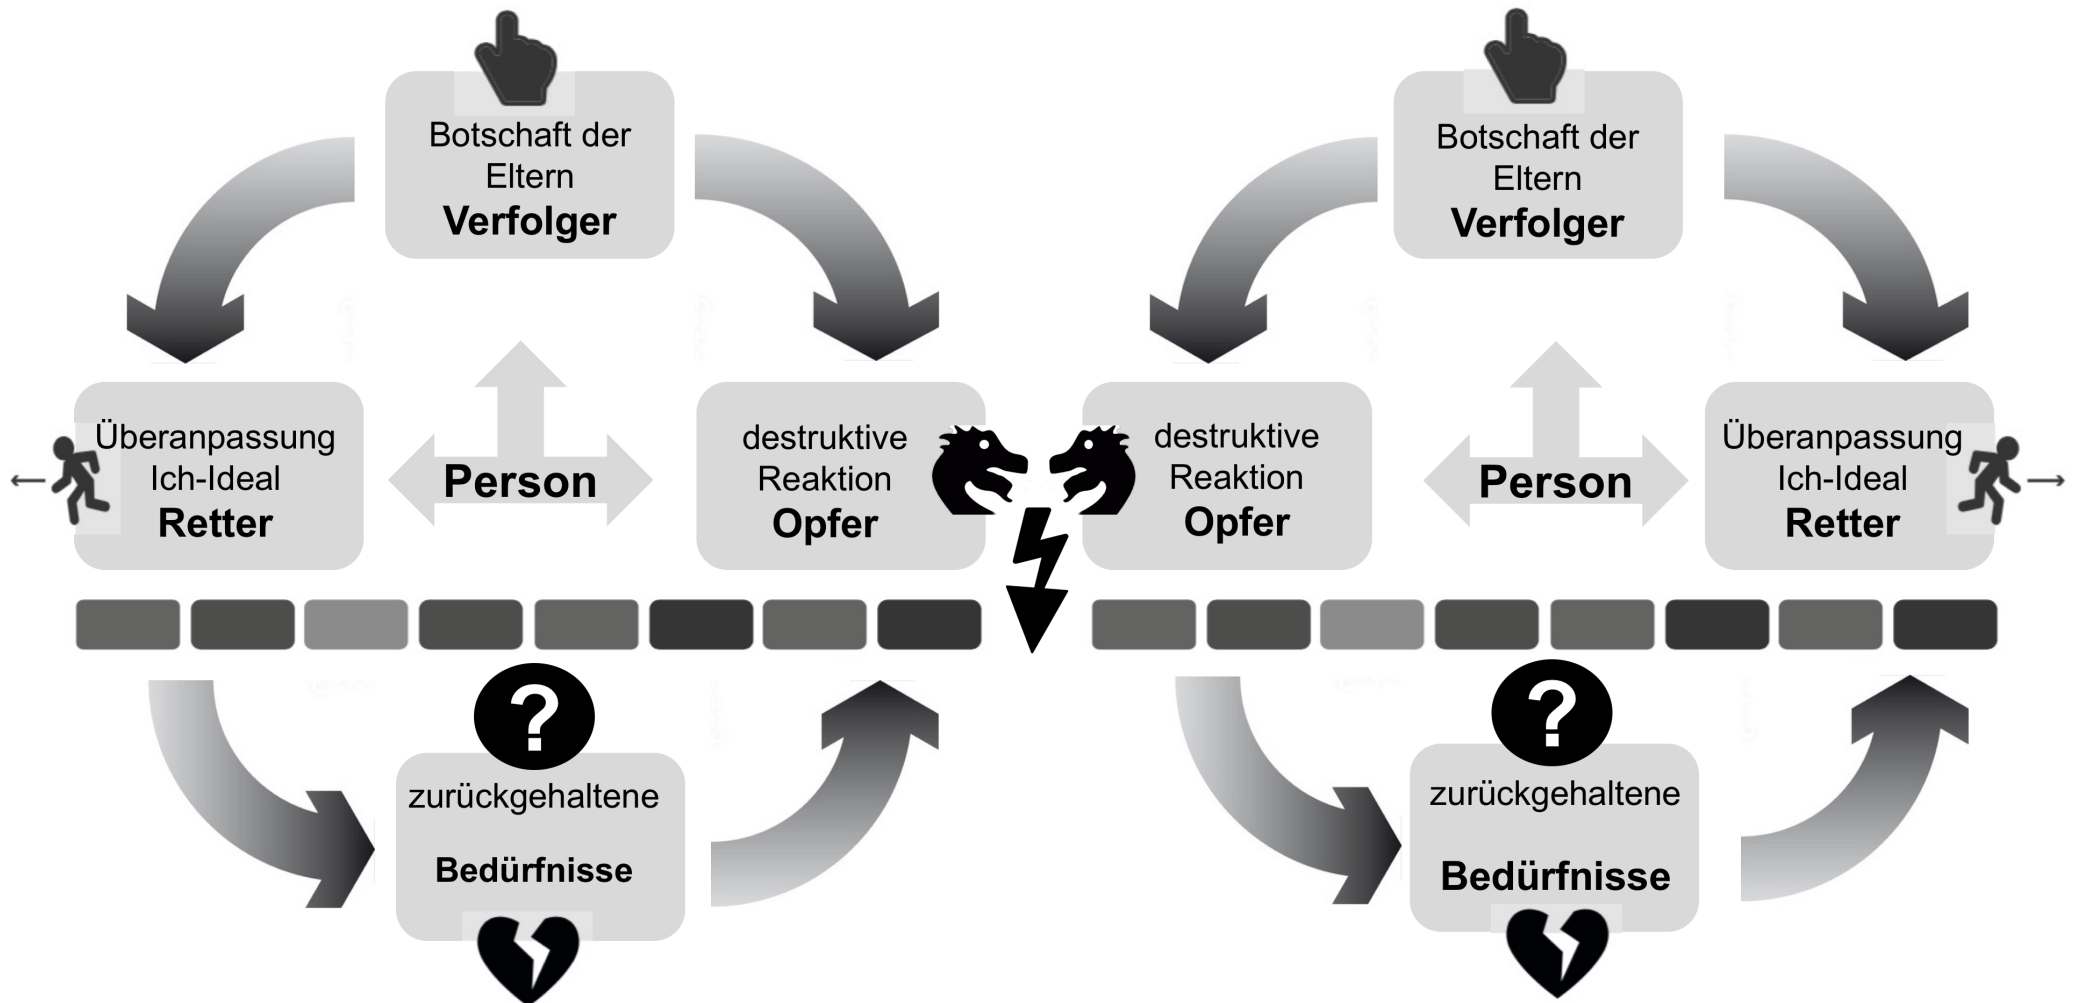 Botschaft der
Eltern
Verfolger
Überanpassung
Ich-Ideal
Retter
Person
destruktive
Reaktion
Opfer
?
zurückgehaltene
Bedürfnisse
Botschaft der
Eltern
Verfolger
destruktive
Reaktion
Opfer
Person
Überanpassung
Ich-Ideal
Retter
?
zurückgehaltene
Bedürfnisse